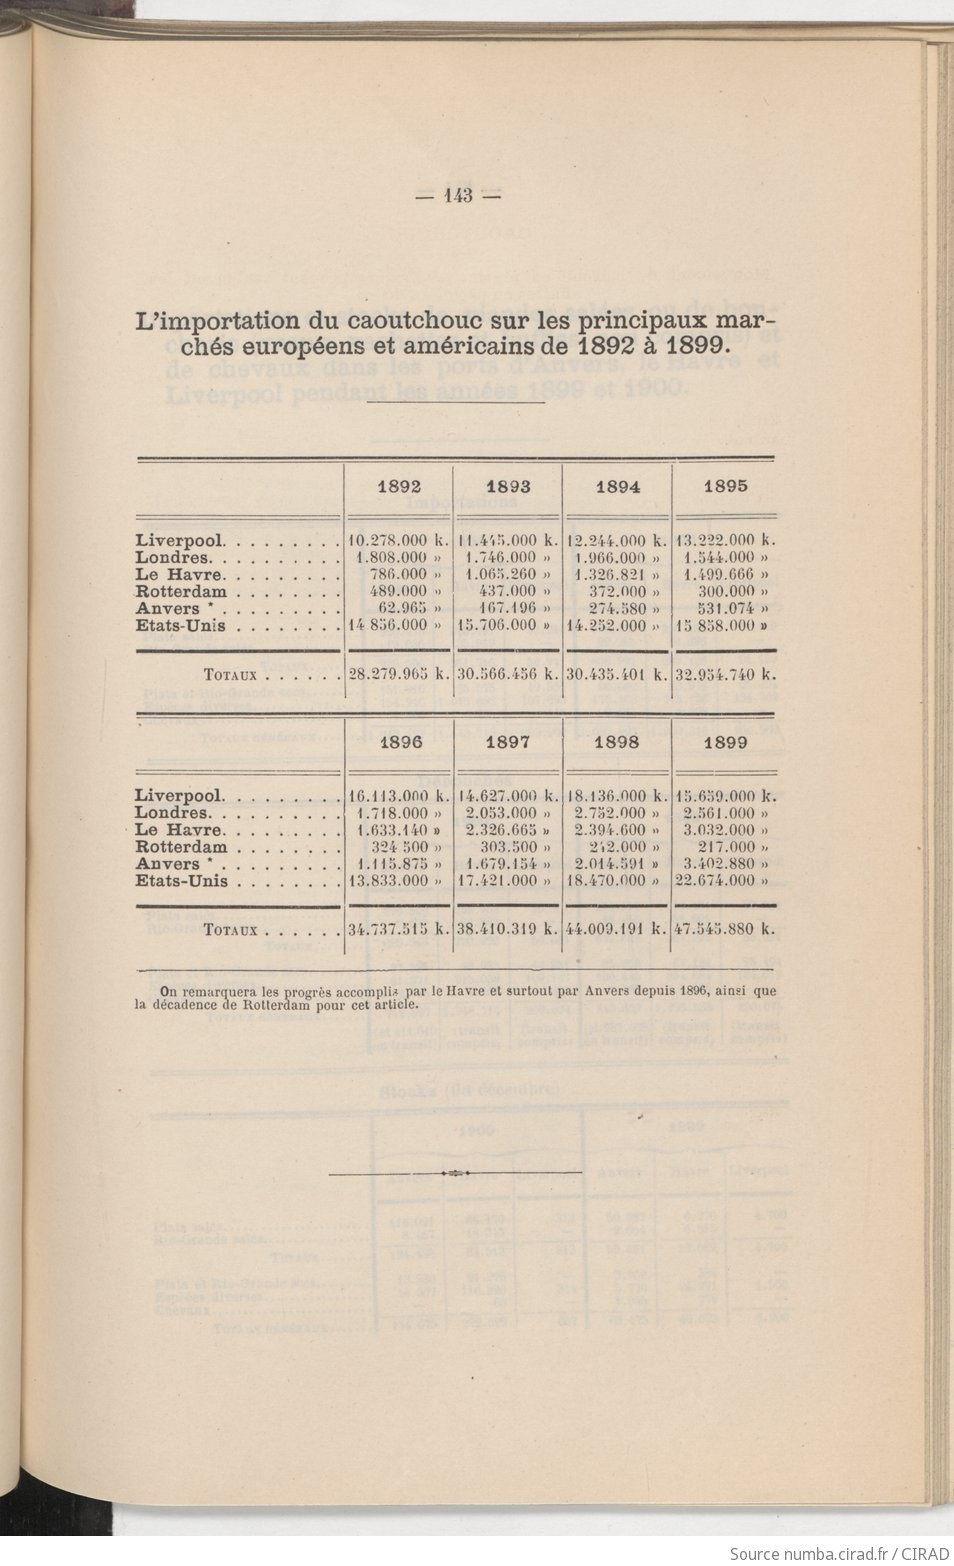 — 143 —
L'importation du caoutchouc sur les principaux mar-
chés européens et américains de 1892 à 1899.
1892 1893 1894 1895
Liverpool. . . . . . . . . 10.278.000 k. 11.445.000 k. 12.244.000 k. 13.222.000 k.
Londres. . . . . . . . . . 1.808.000 » 1.746.000 » 1.966.000 » 1.544.000 »
Le Havre. . . . . . . . . 786.000 » 1.065.260 » 1.326.821 » 1.499.666 »
Rotterdam . . . . . . . . 489.000 » 437.000 » 372.000 » 300.000 »
Anvers * . . . . . . . . . 62.965 » 167.196 » 274.580 » 531.074 »
Etats-Unis . . . . . . . . 14 856.000 » 15.706.000 » 14.252.000 » 15 858.000 »
TOTAUX . . . . . . 28.279.965 k. 30.566.456 k. 30.435.401 k. 32.954.740 k.
1896 1897 1898 1899
Liverpool. . . . . . . . . 16.113.000 k. 14.627.000 k. 18.136.000 k. 15.659.000 k.
Londres. . . . . . . . . . 1.718.000 » 2.053.000 » 2.752.000 » 2.561.000 »
Le Havre. . . . . . . . . 1.633.140 » 2.326.665 » 2.394.600 » 3.032.000 »
Rotterdam . . . . . . . . 324 500 » 303.500 » 242.000 » 217.000 »
Anvers * . . . . . . . . . 1.115.875 » 1.679.154 » 2.014.591 » 3.402.880 »
Etats-Unis . . . . . . . . 13.833.000 » 17.421.000 » 18.470.000 » 22.674.000 »
TOTAUX . . . . . . 34.737.515 k. 38.410.319 k. 44.009.191 k. 47.545.880 k.
On remarquera les progrès accomplis par le Havre et surtout par Anvers depuis 1896, ainsi que
la décadence de Rotterdam pour cet article.
Source numba.cirad.fr / CIRAD